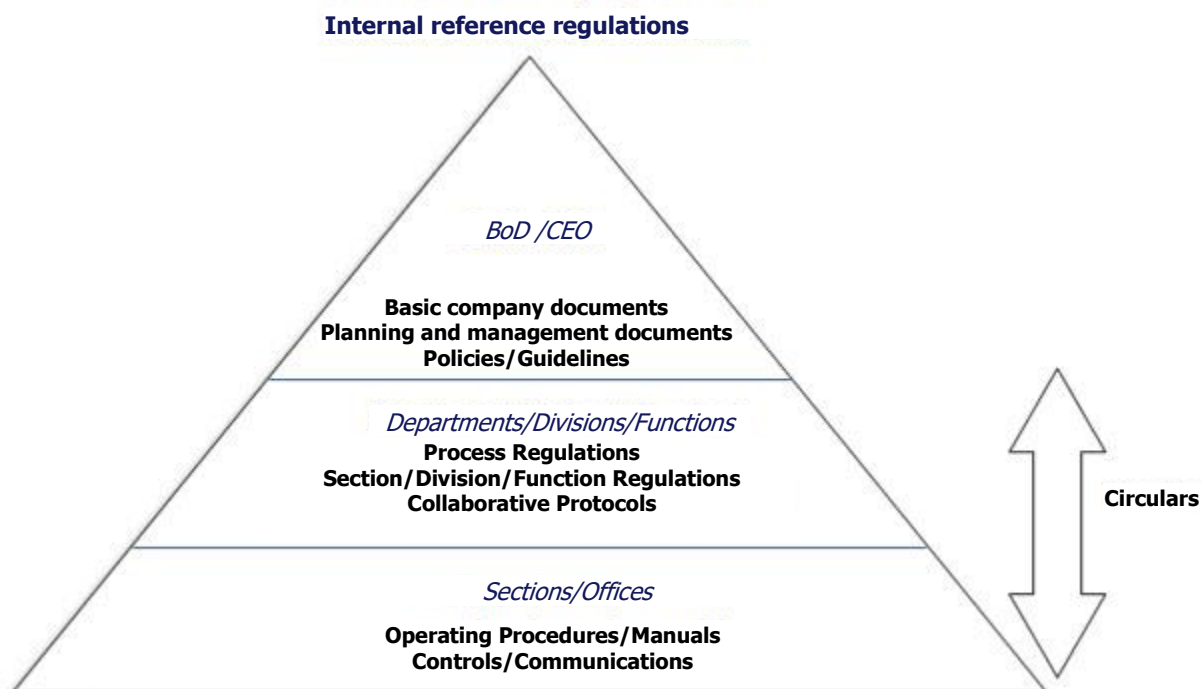 Internal reference regulations
BoD /CEO
Basic company documents
Planning and management documents
Policies/Guidelines
Departments/Divisions/Functions
Process Regulations
Section/Division/Function Regulations
Collaborative Protocols
Circulars
Sections/Offices
Operating Procedures/Manuals
Controls/Communications